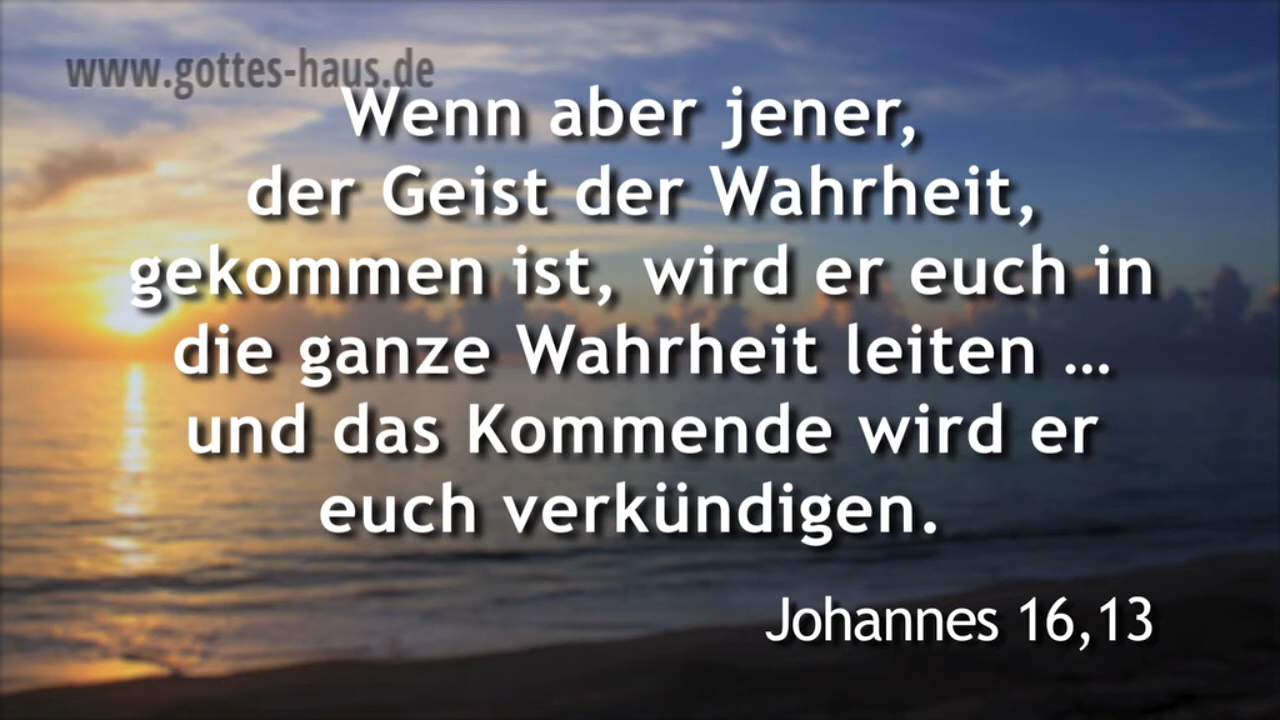 www.gottes-haus.de
Wenn aber jener,
der Geist der Wahrheit,
gekommen ist, wird er euch in
die ganze Wahrheit leiten ...
und das Kommende wird er
euch verkündigen.
Johannes 16,13